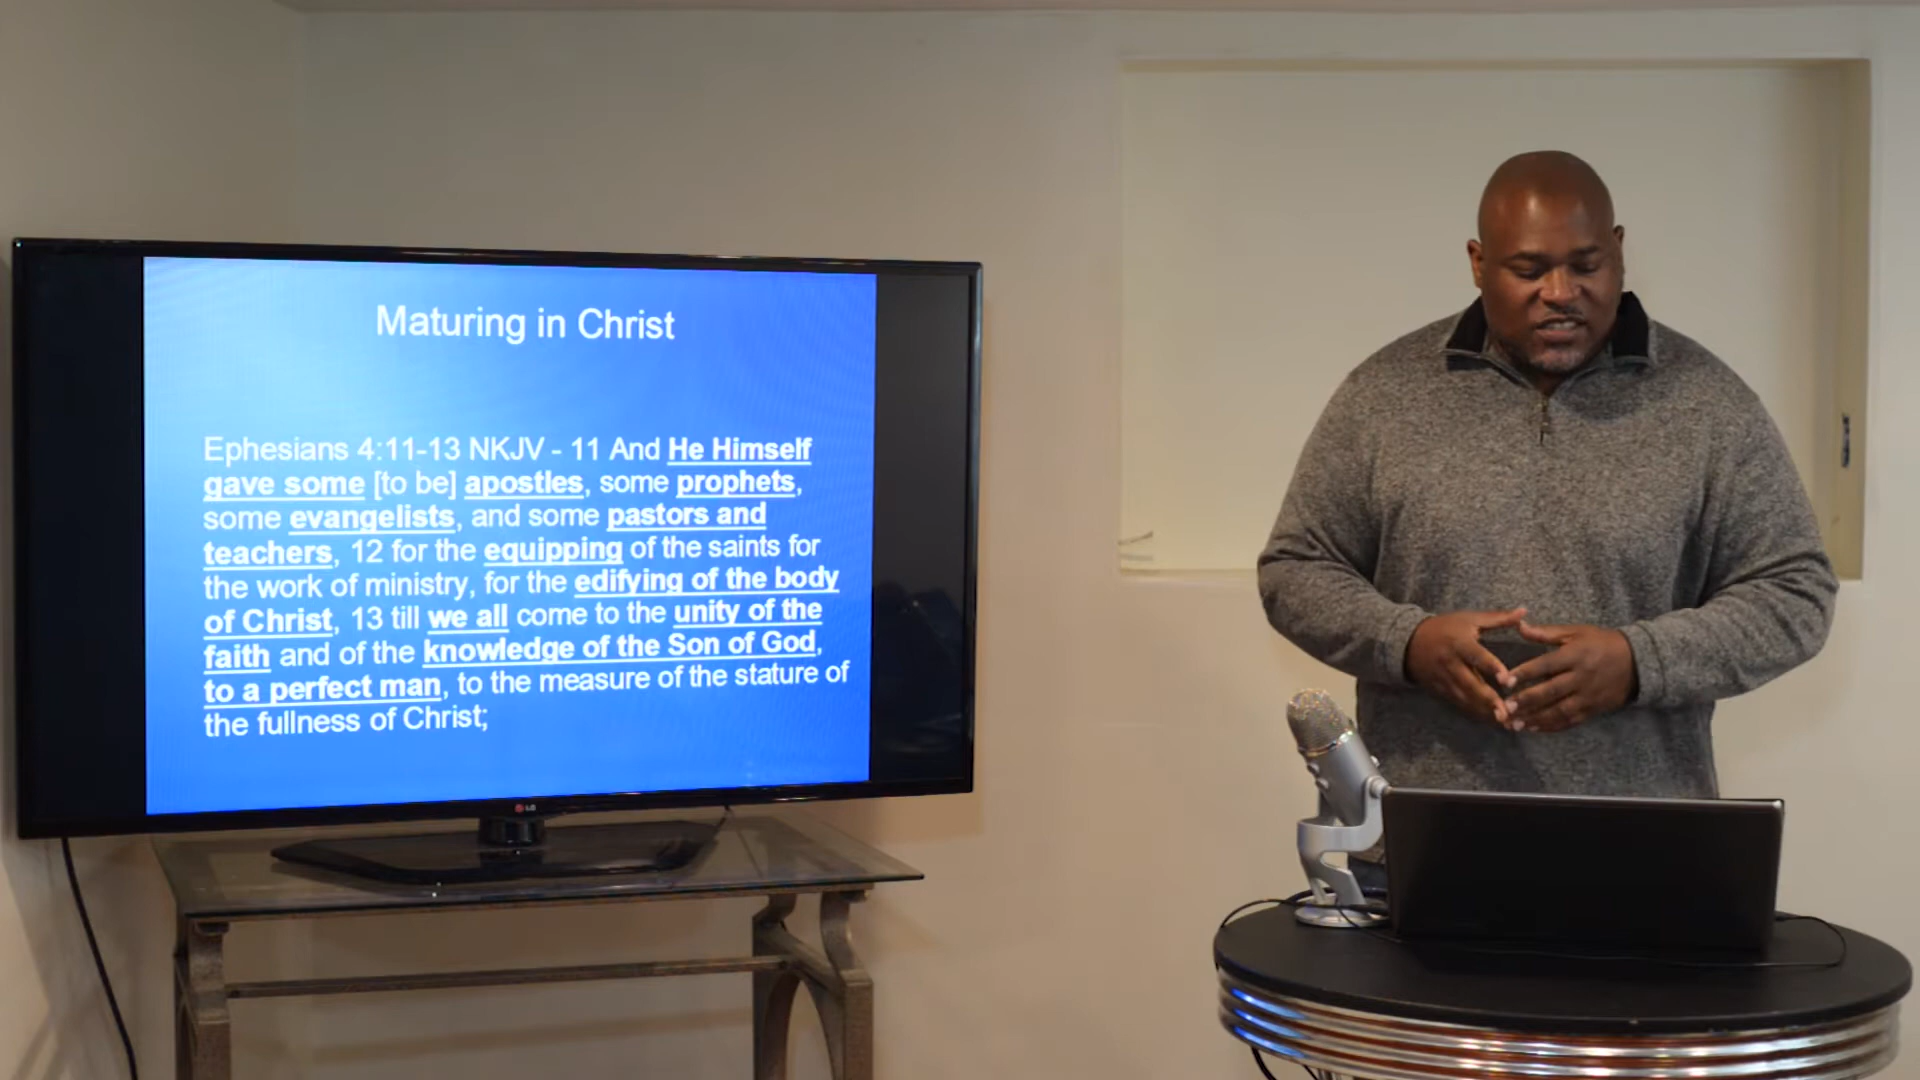 Maturing in Christ
Ephesians 4:11-13 NKJV - 11 And He Himself
gave some [to be] apostles, some prophets,
some evangelists, and some pastors and
teachers, 12 for the equipping of the saints for
the work of ministry, for the edifying of the body
of Christ, 13 till we all come to the unity of the
faith and of the knowledge of the Son of God,
to a perfect man, to the measure of the stature of
the fullness of Christ;
LG